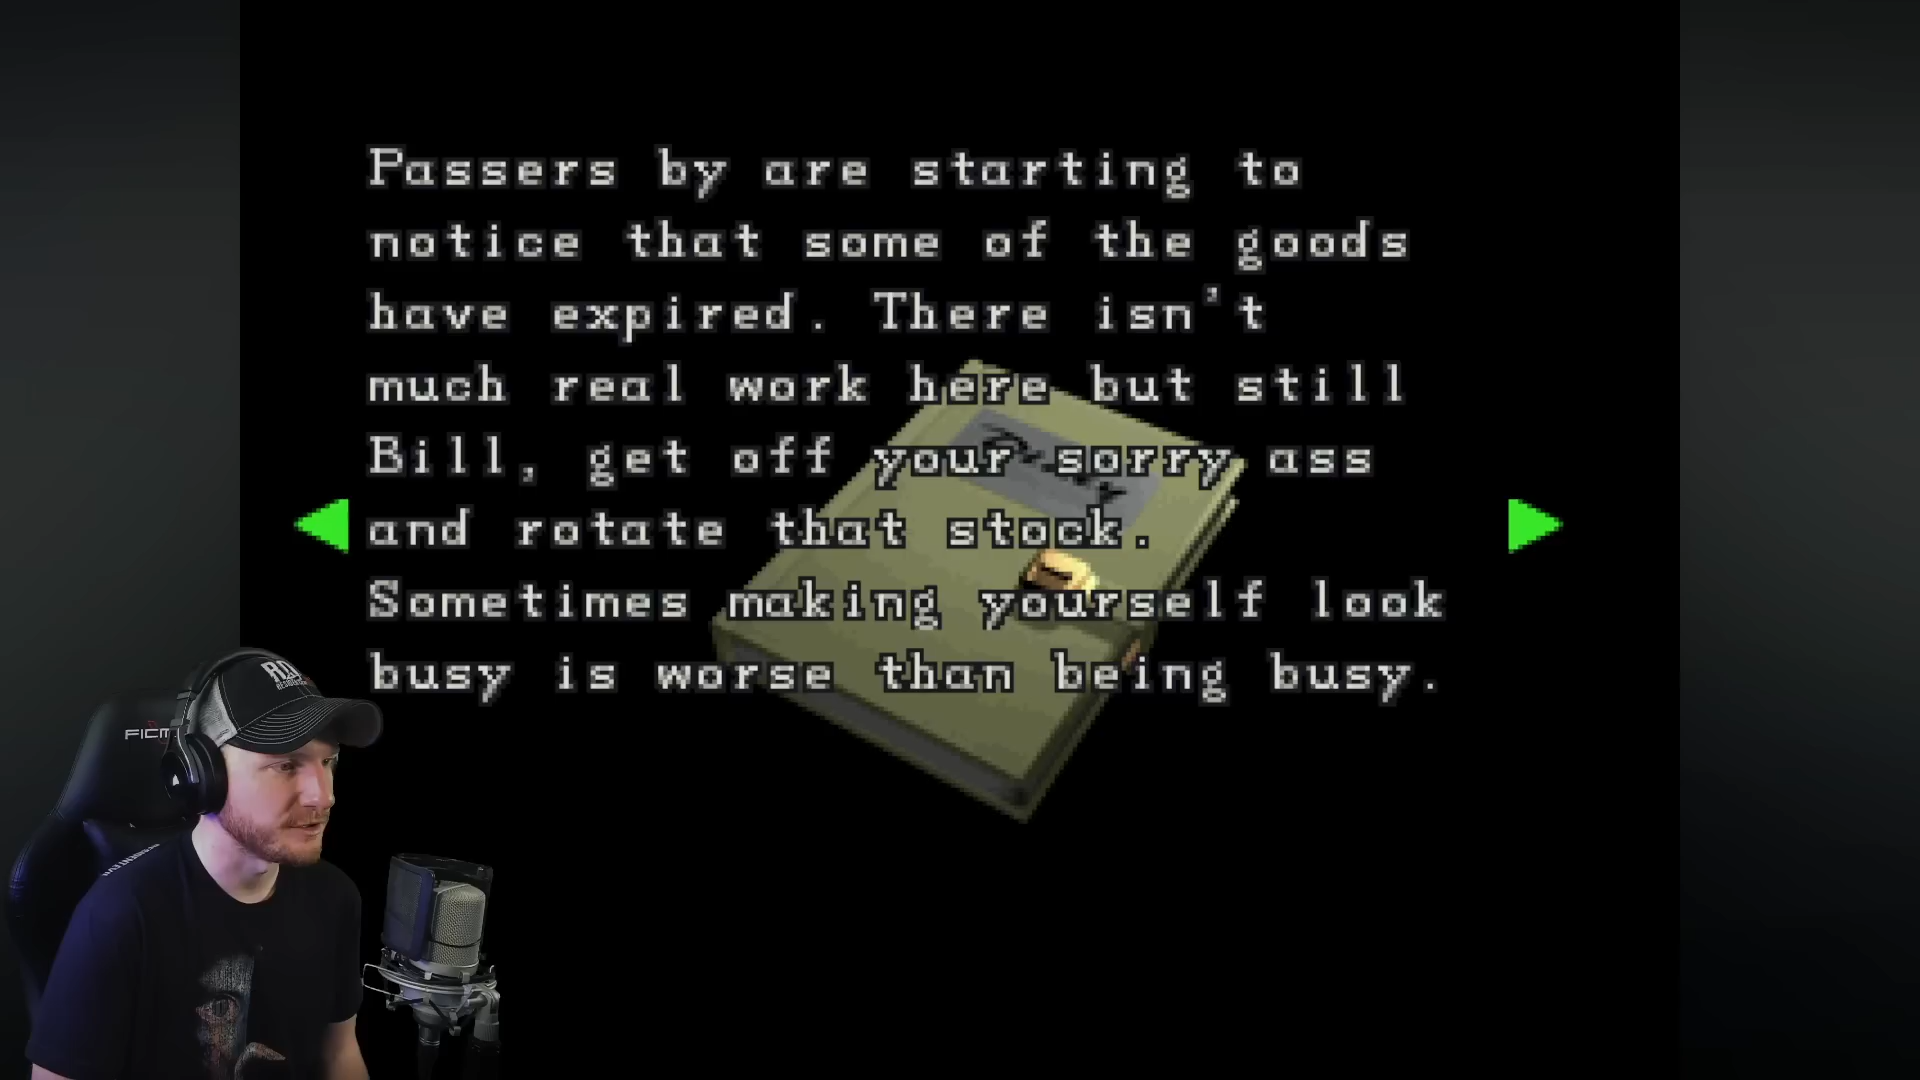 Passers by are starting to
notice that some of the goods
have expired. There isn't
much real work here but still
Bill, get off your sorry ass
and rotate that stock.
Sometimes making yourself look
busy is worse than being busy.
Diary